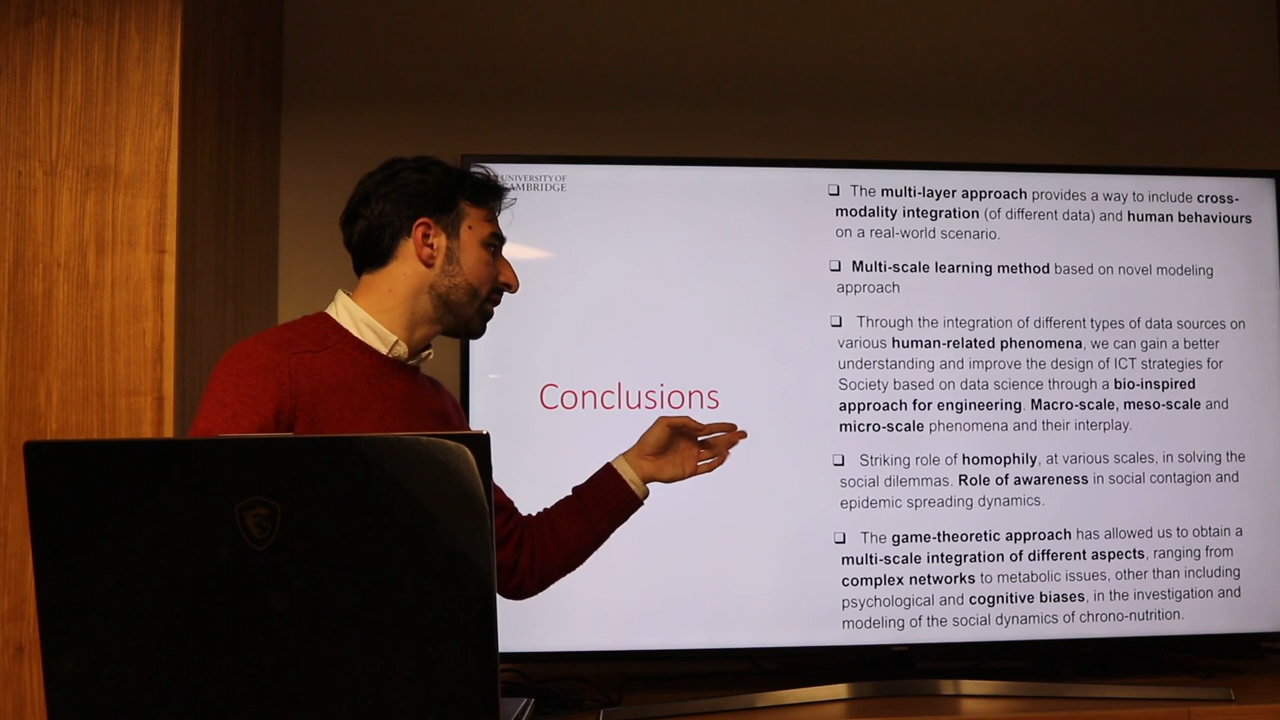 UNIVERSITY OF
CAMBRIDGE
Conclusions
❑ The multi-layer approach provides a way to include cross-
modality integration (of different data) and human behaviours
on a real-world scenario.
❑ Multi-scale learning method based on novel modeling
approach
❑ Through the integration of different types of data sources on
various human-related phenomena, we can gain a better
understanding and improve the design of ICT strategies for
Society based on data science through a bio-inspired
approach for engineering. Macro-scale, meso-scale and
micro-scale phenomena and their interplay.
❑ Striking role of homophily, at various scales, in solving the
social dilemmas. Role of awareness in social contagion and
epidemic spreading dynamics.
❑ The game-theoretic approach has allowed us to obtain a
multi-scale integration of different aspects, ranging from
complex networks to metabolic issues, other than including
psychological and cognitive biases, in the investigation and
modeling of the social dynamics of chrono-nutrition.